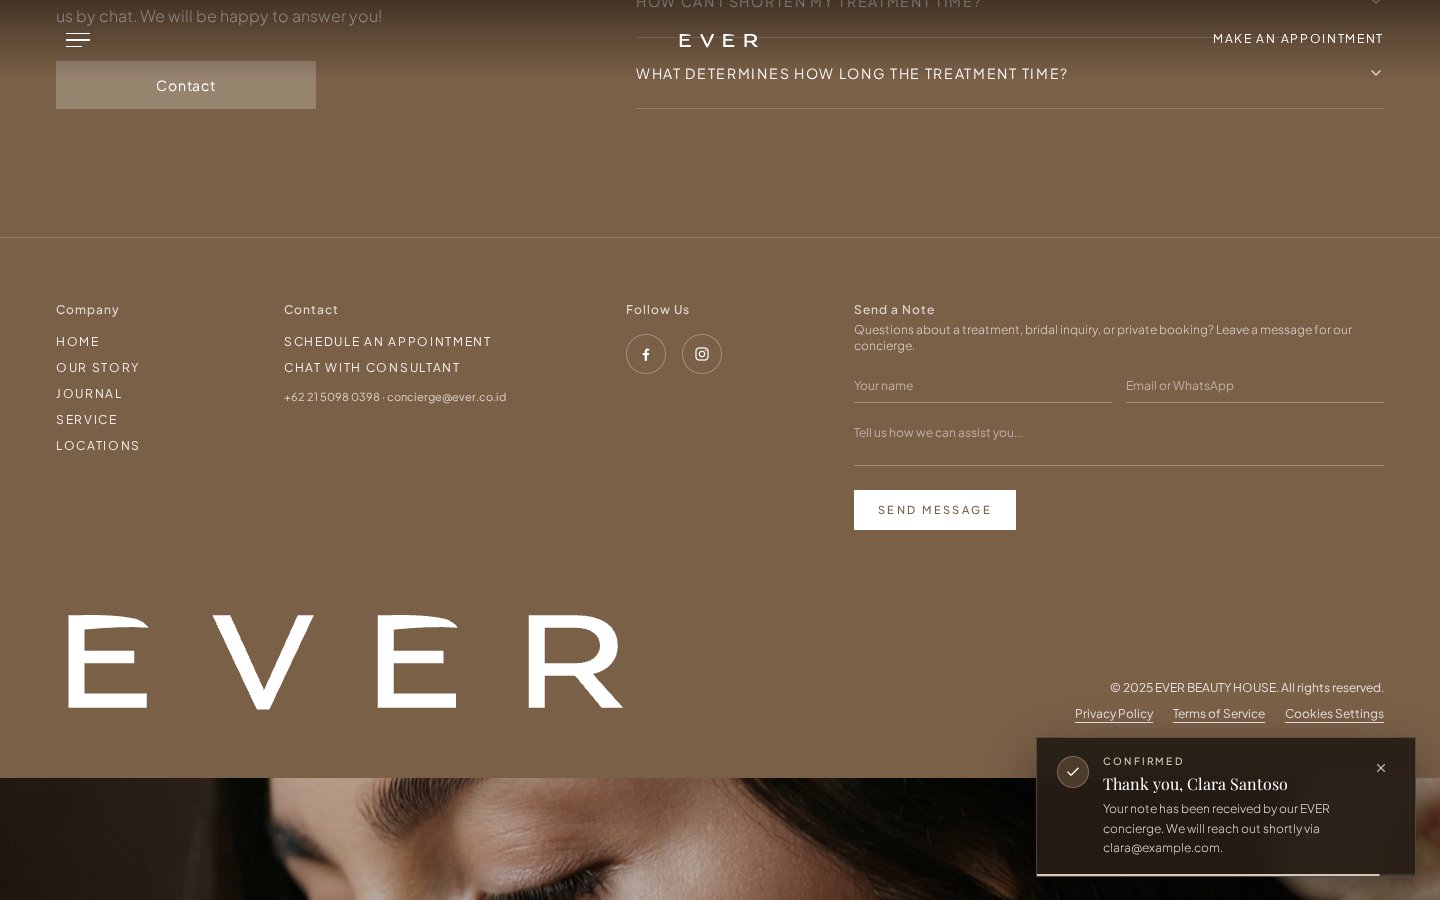 us by chat. We will be happy to answer you!
Contact
EVER
MAKE AN APPOINTMENT
HOW CAN I SHORTEN MY TREATMENT TIME?
WHAT DETERMINES HOW LONG THE TREATMENT TIME?
Company
HOME
OUR STORY
JOURNAL
SERVICE
LOCATIONS
Contact
SCHEDULE AN APPOINTMENT
CHAT WITH CONSULTANT
+62 21 5098 0398 · concierge@ever.co.id
Follow Us
Send a Note
Questions about a treatment, bridal inquiry, or private booking? Leave a message for our
concierge.
Your name
Email or WhatsApp
Tell us how we can assist you...
SEND MESSAGE
EVER
© 2025 EVER BEAUTY HOUSE. All rights reserved.
Privacy Policy Terms of Service Cookies Settings
CONFIRMED
Thank you, Clara Santoso
Your note has been received by our EVER
concierge. We will reach out shortly via
clara@example.com.